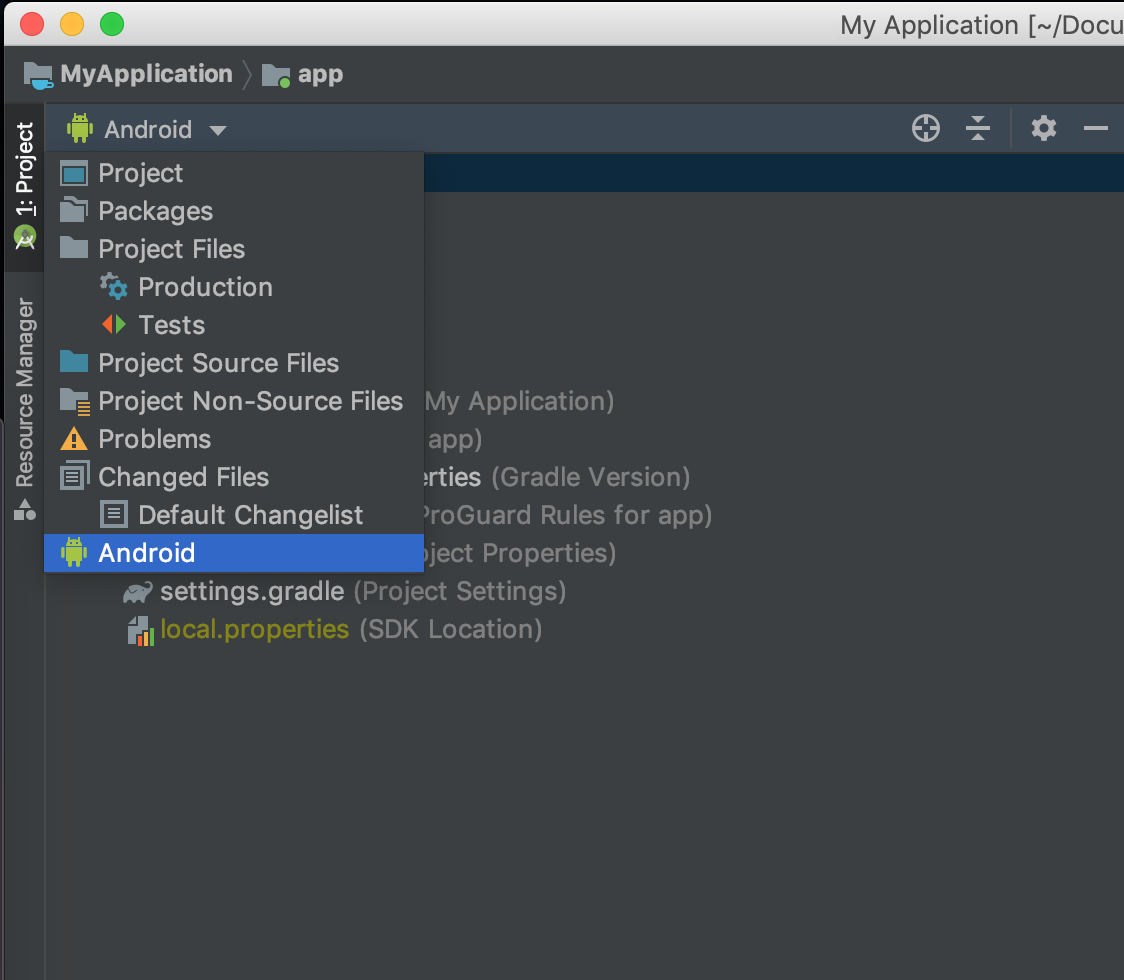 My Application [~/Docu
MyApplication
app
1: Project
Resource Manager
Android
Project
Packages
Project Files
Production
Tests
Project Source Files
Project Non-Source Files
My Application)
Problems
app)
Changed Files
erties (Gradle Version)
Default Changelist
ProGuard Rules for app)
Android
oject Properties)
settings.gradle (Project Settings)
local.properties (SDK Location)